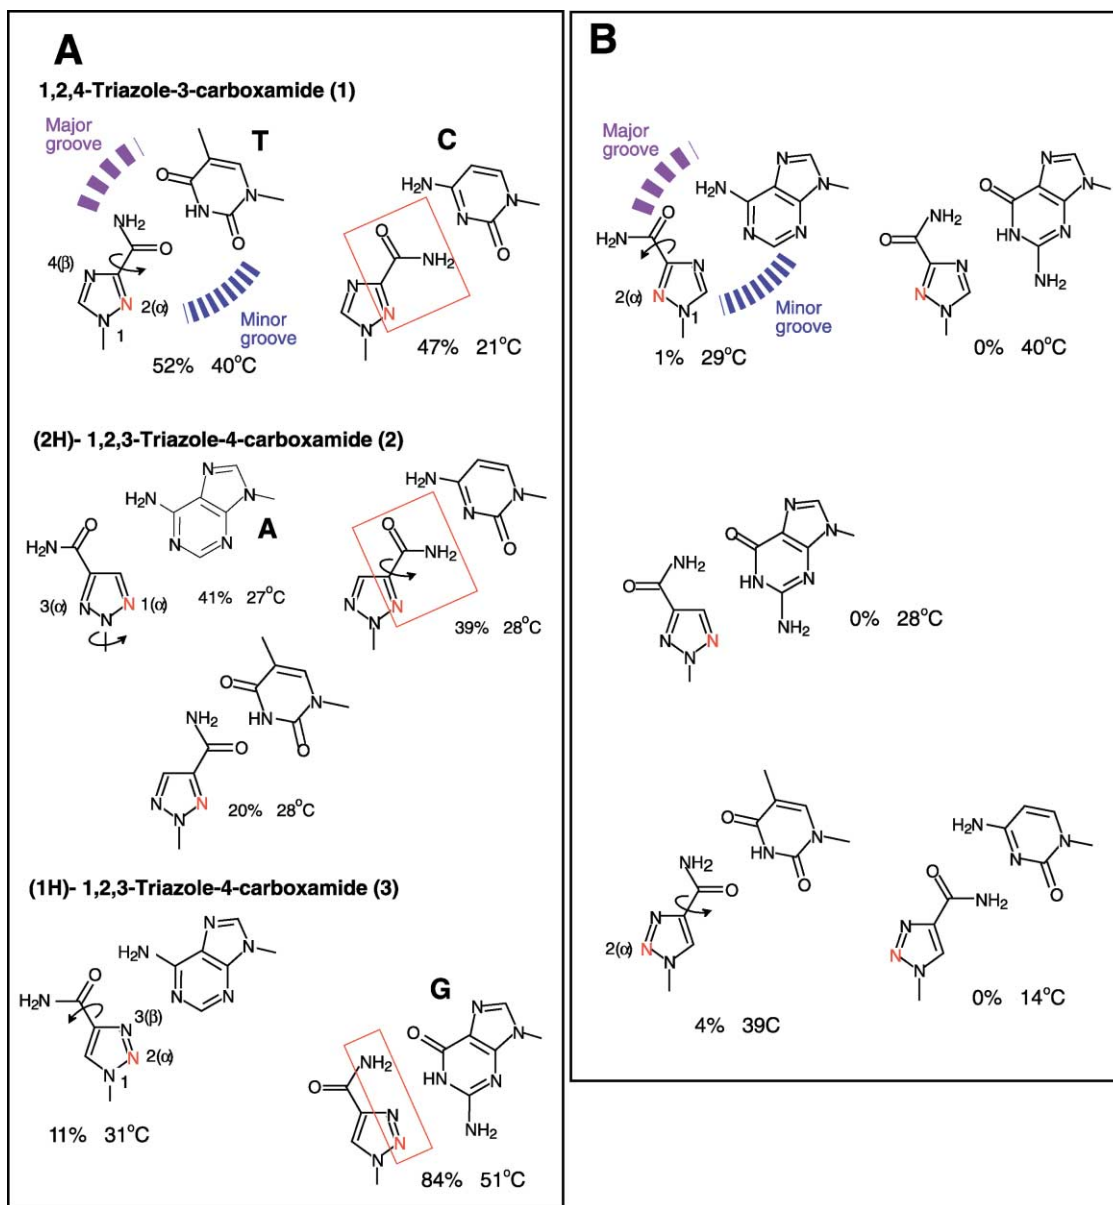 A
1,2,4-Triazole-3-carboxamide (1)
Major
groove
T
C
O
NH
O
N
NH₂
O
4(β)
N
N
N
2(α)
1
Minor
groove
52% 40°C
H₂N
N
N
O
O
NH₂
N
N
N
47% 21°C
(2H)- 1,2,3-Triazole-4-carboxamide (2)
H₂N
N
N
N
N
A
O
H₂N
3(α)
N
N
N
1(α)
41% 27°C
H₂N
N
N
O
O
NH₂
N
N
N
39% 28°C
O
HN
N
O
NH₂
O
N
N
N
20% 28°C
(1H)- 1,2,3-Triazole-4-carboxamide (3)
H₂N
N
N
N
N
O
H₂N
N
3(β)
N
2(α)
N
1
11% 31°C
G
O
HN
N
N
N
NH₂
NH₂
O
N
N
N
84% 51°C
B
Major
groove
H₂N
N
N
N
N
O
H₂N
N
2(α)
N
N
1
Minor
groove
1% 29°C
O
HN
N
N
N
NH₂
NH₂
O
N
N
N
0% 40°C
O
HN
N
N
N
NH₂
NH₂
O
N
N
N
0% 28°C
O
HN
N
O
NH₂
O
N
2(α)
N
N
4% 39C
H₂N
N
N
O
O
NH₂
N
N
N
0% 14°C